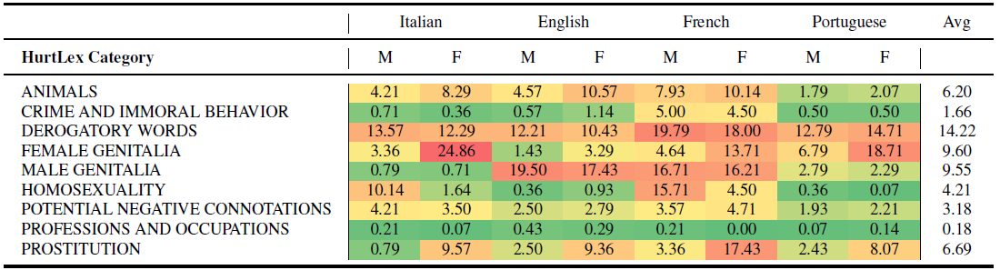 Italian English French Portuguese Avg
HurtLex Category M F M F M F M F
ANIMALS 4.21 8.29 4.57 10.57 7.93 10.14 1.79 2.07 6.20
CRIME AND IMMORAL BEHAVIOR 0.71 0.36 0.57 1.14 5.00 4.50 0.50 0.50 1.66
DEROGATORY WORDS 13.57 12.29 12.21 10.43 19.79 18.00 12.79 14.71 14.22
FEMALE GENITALIA 3.36 24.86 1.43 3.29 4.64 13.71 6.79 18.71 9.60
MALE GENITALIA 0.79 0.71 19.50 17.43 16.71 16.21 2.79 2.29 9.55
HOMOSEXUALITY 10.14 1.64 0.36 0.93 15.71 4.50 0.36 0.07 4.21
POTENTIAL NEGATIVE CONNOTATIONS 4.21 3.50 2.50 2.79 3.57 4.71 1.93 2.21 3.18
PROFESSIONS AND OCCUPATIONS 0.21 0.07 0.43 0.29 0.21 0.00 0.07 0.14 0.18
PROSTITUTION 0.79 9.57 2.50 9.36 3.36 17.43 2.43 8.07 6.69